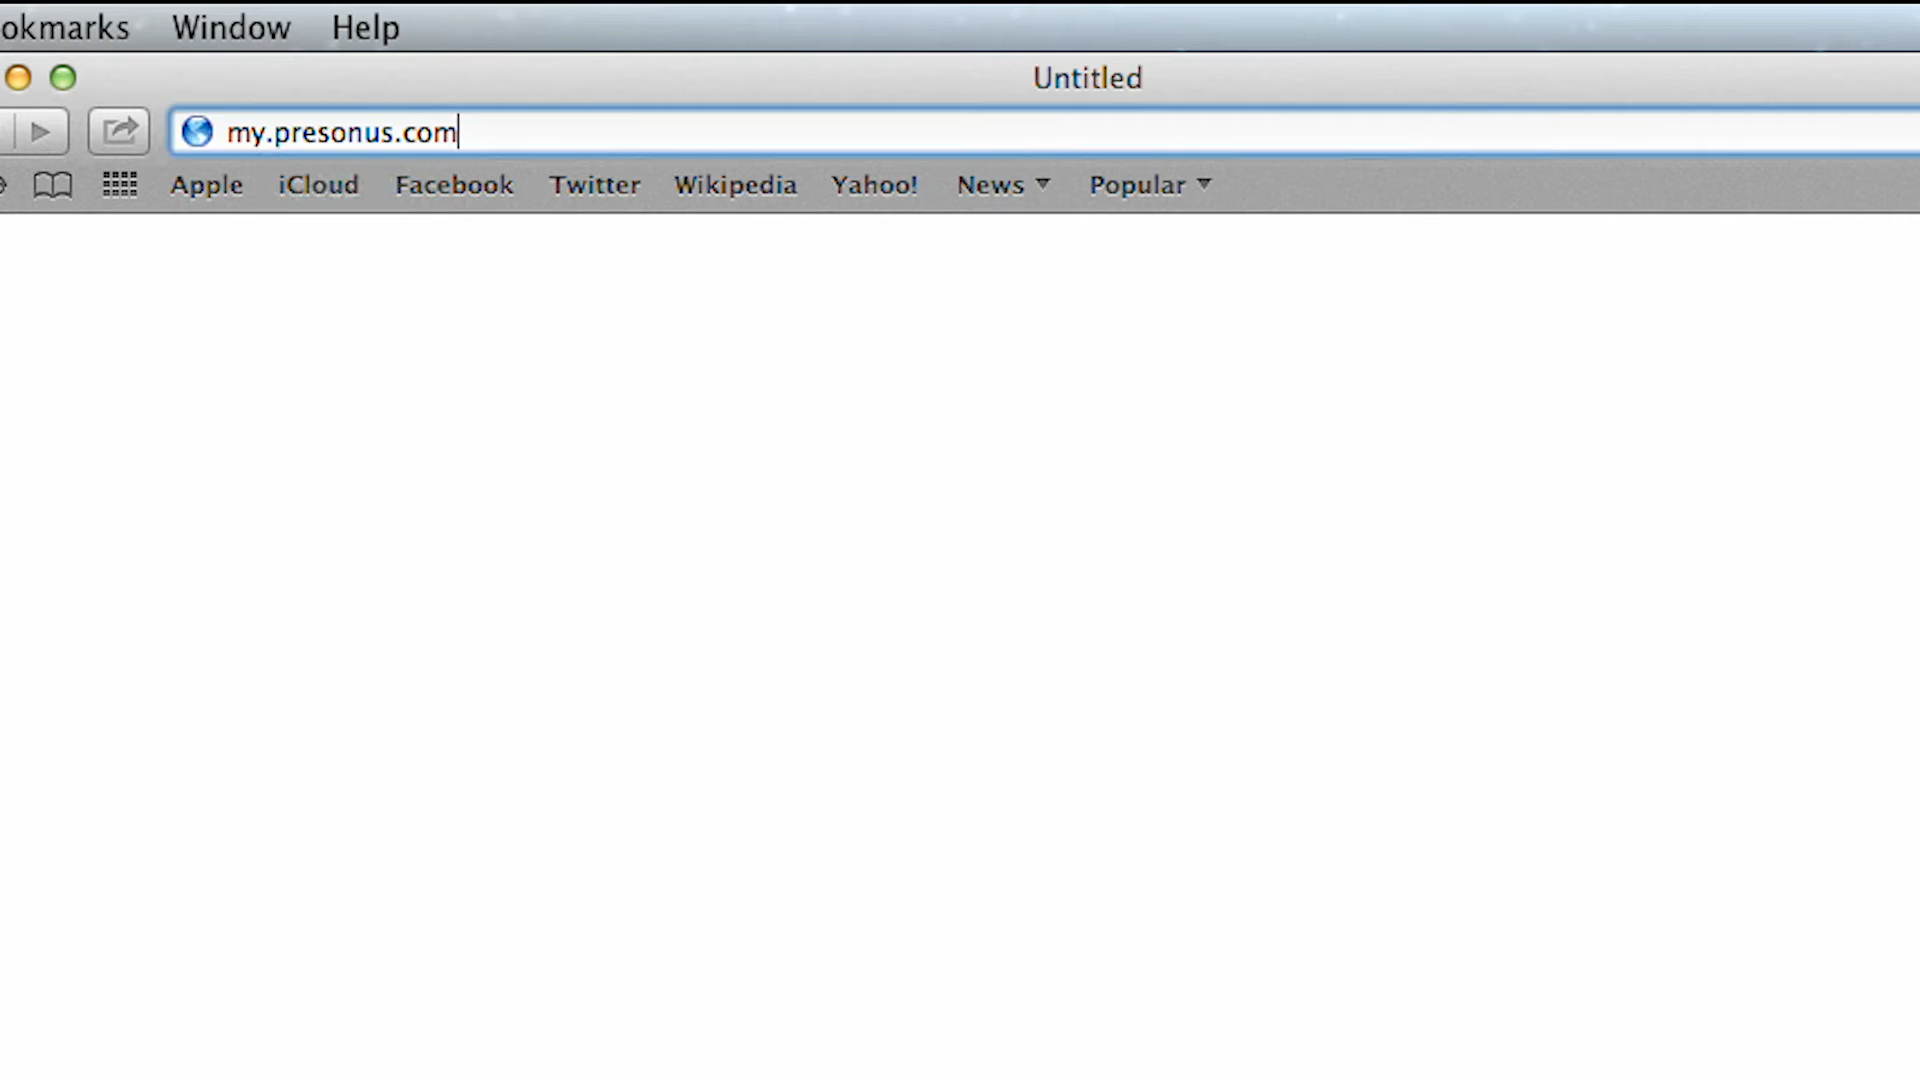 okmarks Window Help
Untitled
my.presonus.com
Apple iCloud Facebook Twitter Wikipedia Yahoo! News Popular